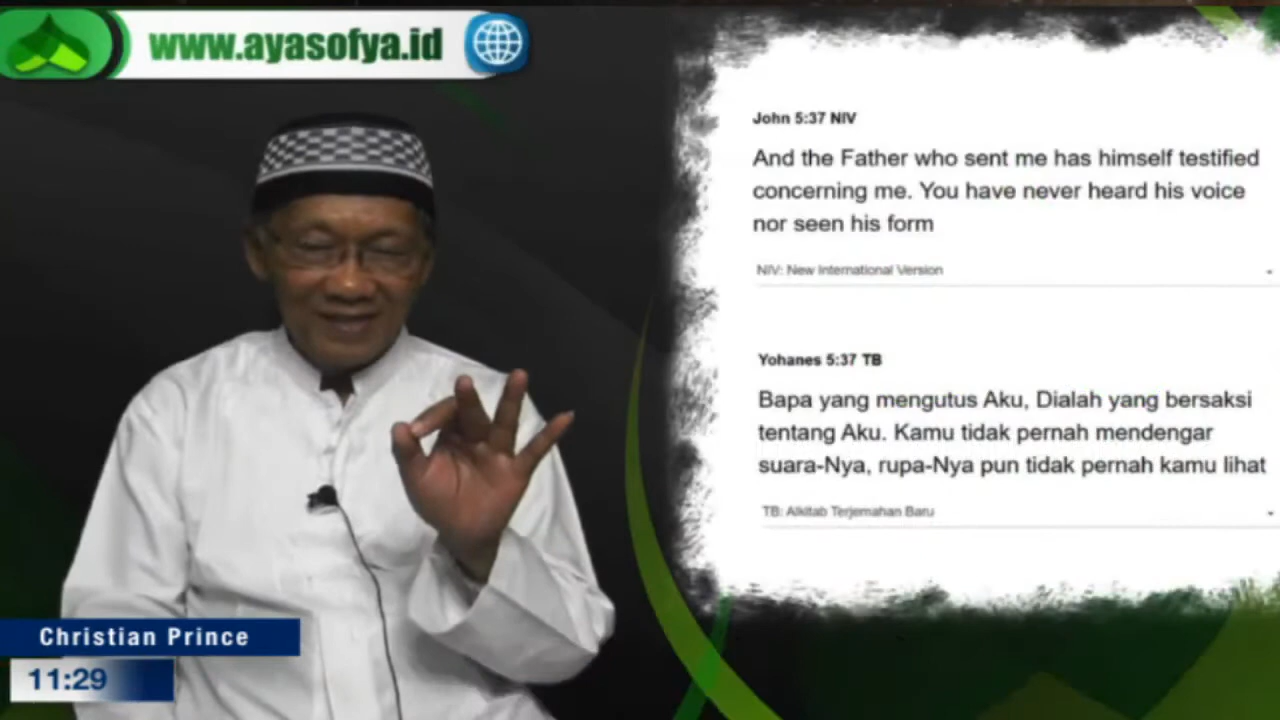 www.ayasofya.id
John 5:37 NIV
And the Father who sent me has himself testified
concerning me. You have never heard his voice
nor seen his form
NIV: New International Version
Yohanes 5:37 TB
Bapa yang mengutus Aku, Dialah yang bersaksi
tentang Aku. Kamu tidak pernah mendengar
suara-Nya, rupa-Nya pun tidak pernah kamu lihat
TB: Alkitab Terjemahan Baru
Christian Prince
11:29